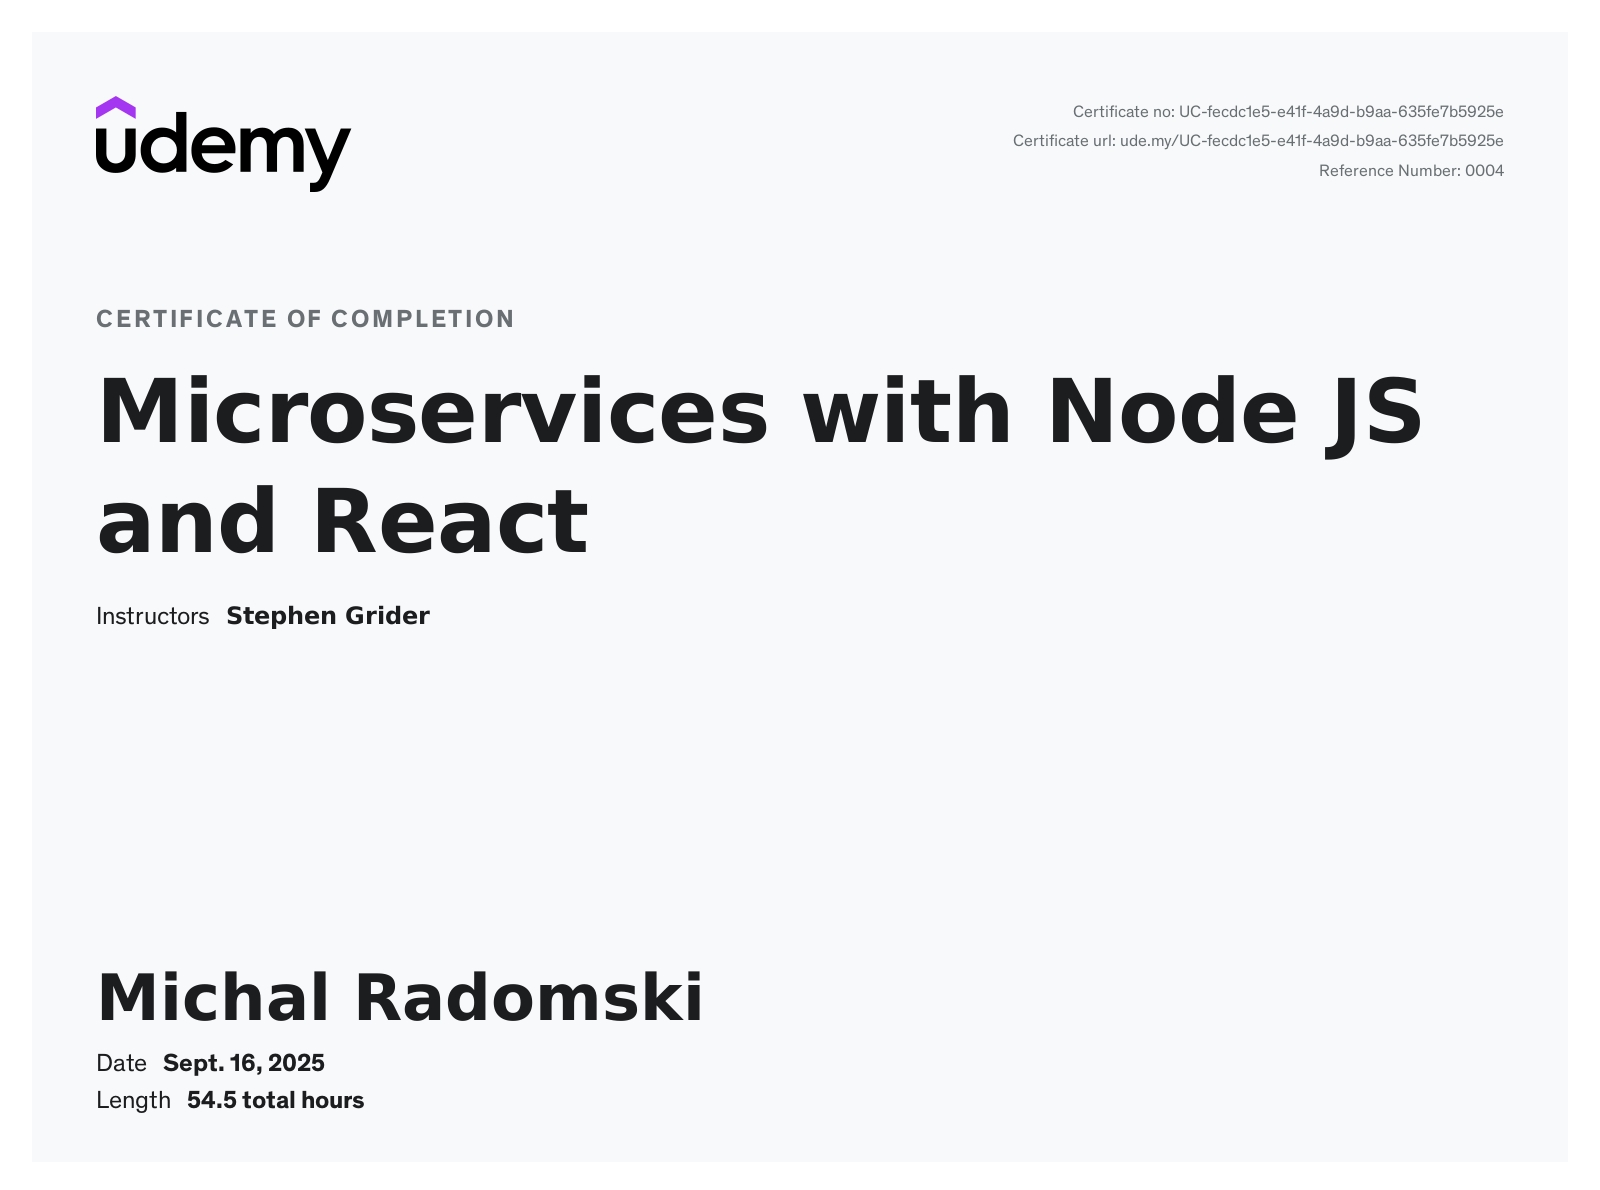 udemy
Certificate no: UC-fecdc1e5-e41f-4a9d-b9aa-635fe7b5925e
Certificate url: ude.my/UC-fecdc1e5-e41f-4a9d-b9aa-635fe7b5925e
Reference Number: 0004
CERTIFICATE OF COMPLETION
Microservices with Node JS
and React
Instructors Stephen Grider
Michal Radomski
Date Sept. 16, 2025
Length 54.5 total hours